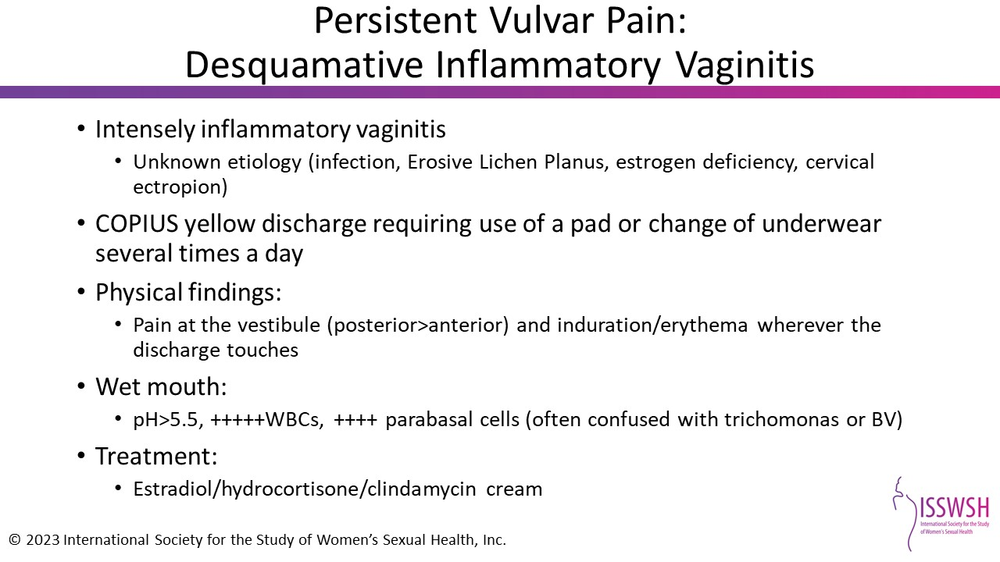 Persistent Vulvar Pain:
Desquamative Inflammatory Vaginitis
• Intensely inflammatory vaginitis
• Unknown etiology (infection, Erosive Lichen Planus, estrogen deficiency, cervical
ectropion)
• COPIUS yellow discharge requiring use of a pad or change of underwear
several times a day
• Physical findings:
• Pain at the vestibule (posterior>anterior) and induration/erythema wherever the
discharge touches
• Wet mouth:
• pH>5.5, +++++WBCs, ++++ parabasal cells (often confused with trichomonas or BV)
• Treatment:
• Estradiol/hydrocortisone/clindamycin cream
ISSWSH
International Society for the Study
of Women's Sexual Health
© 2023 International Society for the Study of Women’s Sexual Health, Inc.